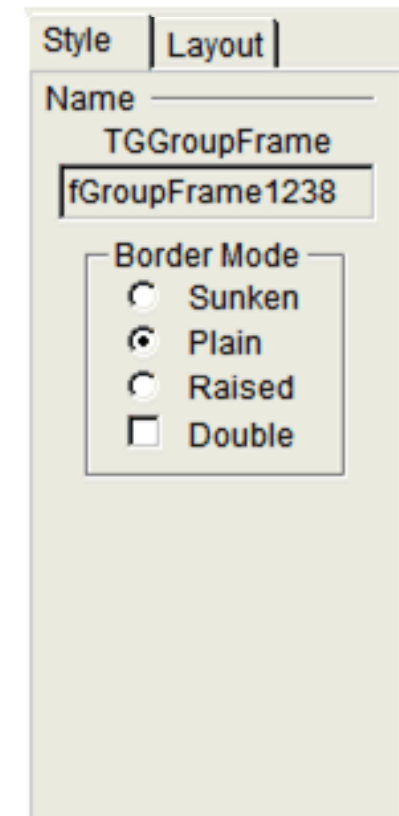 Style Layout
Name
TGGroupFrame
fGroupFrame1238
Border Mode
Sunken
Plain
Raised
Double